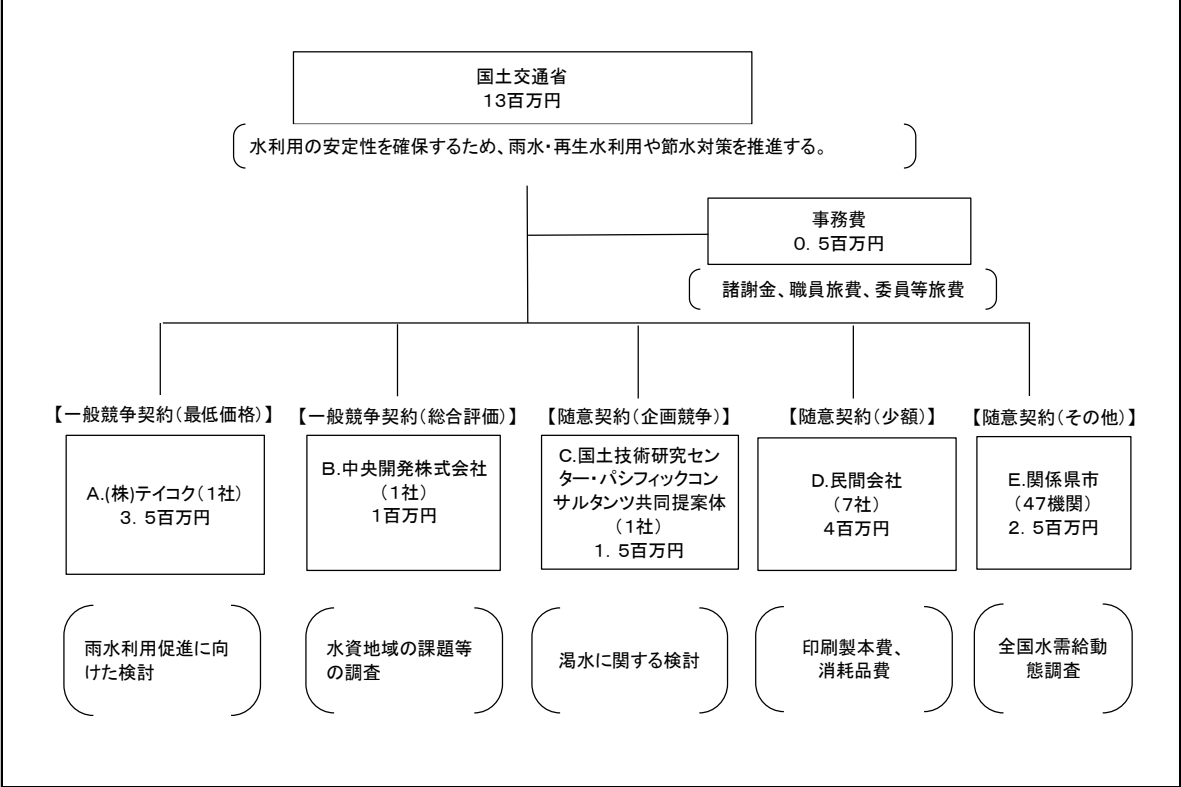 国土交通省
13百万円
水利用の安定性を確保するため、雨水・再生水利用や節水対策を推進する。
事務費
0．5百万円
諸謝金、職員旅費、委員等旅費
【一般競争契約（最低価格）】
A.(株)テイコク（1社）
3．5百万円
雨水利用促進に向
けた検討
【一般競争契約（総合評価）】
B.中央開発株式会社
（1社）
1百万円
水資地域の課題等
の調査
【随意契約（企画競争）】
C.国土技術研究セン
ター・パシフィックコン
サルタンツ共同提案体
（1社）
1．5百万円
渇水に関する検討
【随意契約（少額）】
D.民間会社
（7社）
4百万円
印刷製本費、
消耗品費
【随意契約（その他）】
E.関係県市
（47機関）
2．5百万円
全国水需給動
態調査